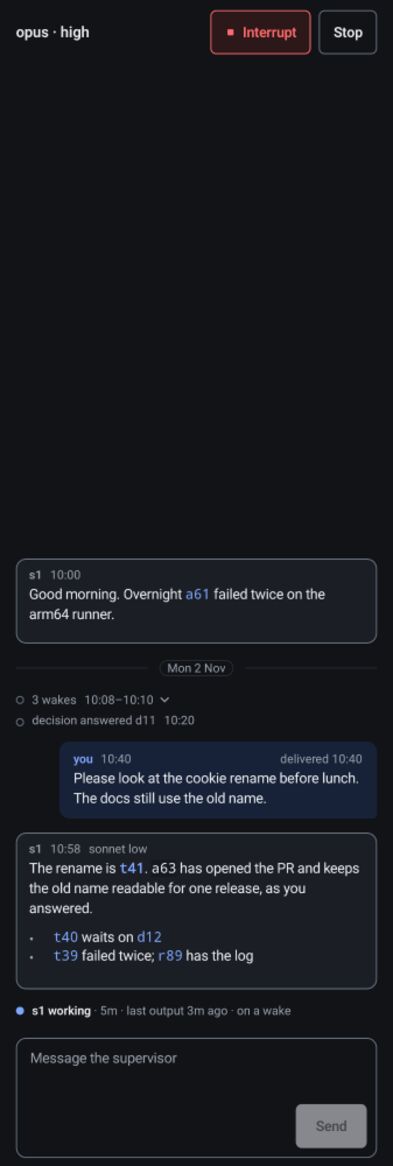 opus · high
Interrupt
Stop
s1 10:00
Good morning. Overnight a61 failed twice on the
arm64 runner.
Mon 2 Nov
3 wakes 10:08–10:10
decision answered d11 10:20
you 10:40 delivered 10:40
Please look at the cookie rename before lunch.
The docs still use the old name.
s1 10:58 sonnet low
The rename is t41. a63 has opened the PR and keeps
the old name readable for one release, as you
answered.
• t40 waits on d12
• t39 failed twice; r89 has the log
s1 working · 5m · last output 3m ago · on a wake
Message the supervisor
Send